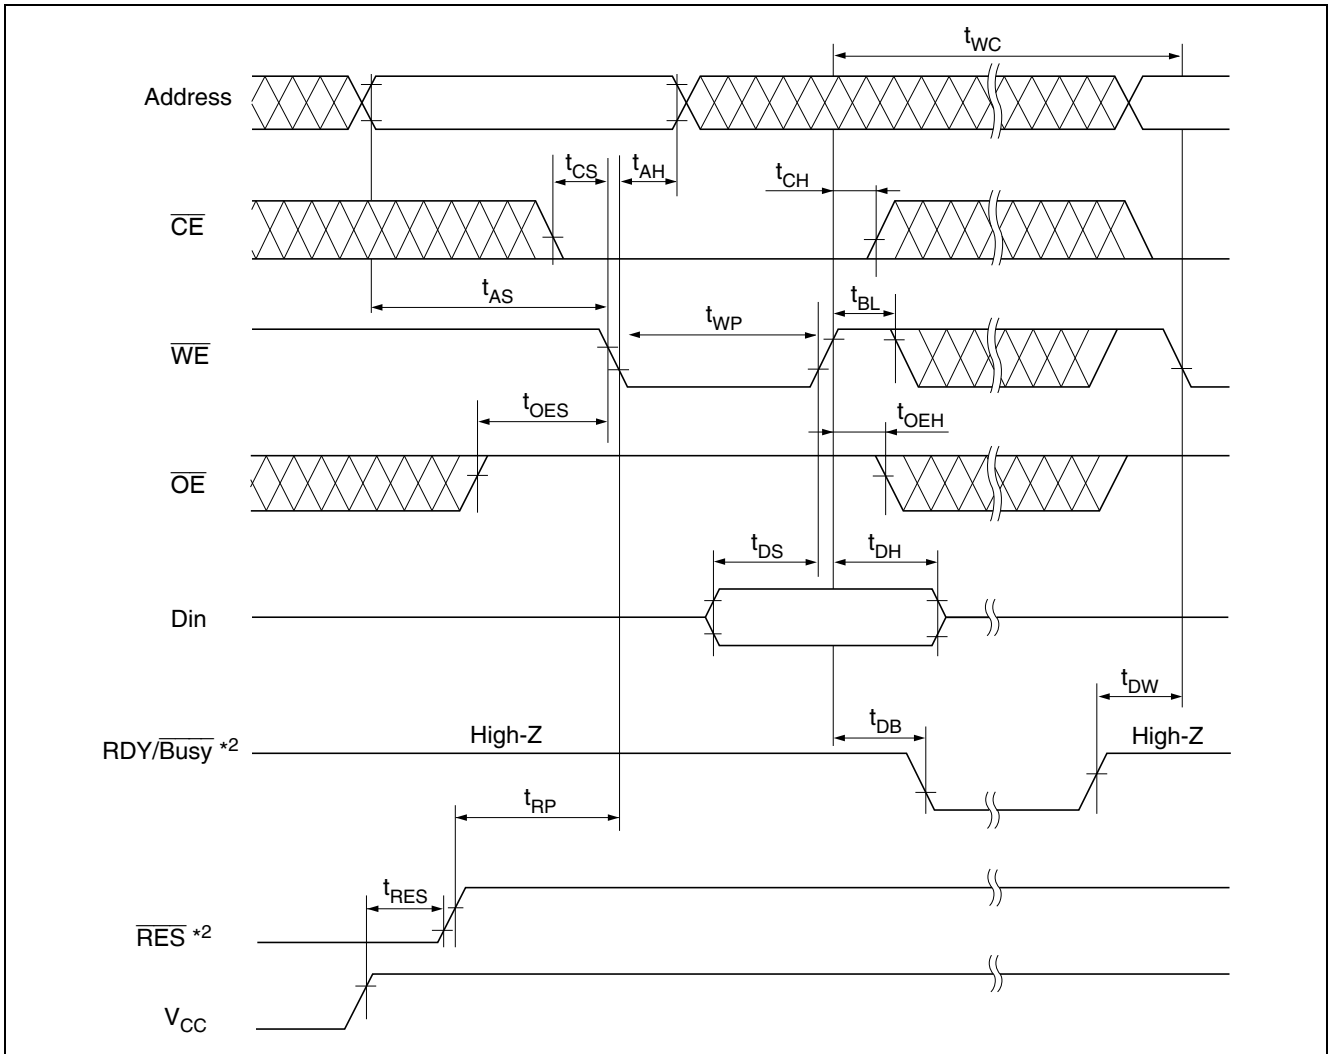 tWC
Address
tCS
tAH
tCH
CE
tAS
tBL
tWP
WE
tOES
tOEH
OE
tDS
tDH
Din
tDW
tDB
RDY/Busy *2
High-Z
High-Z
tRP
tRES
RES *2
VCC